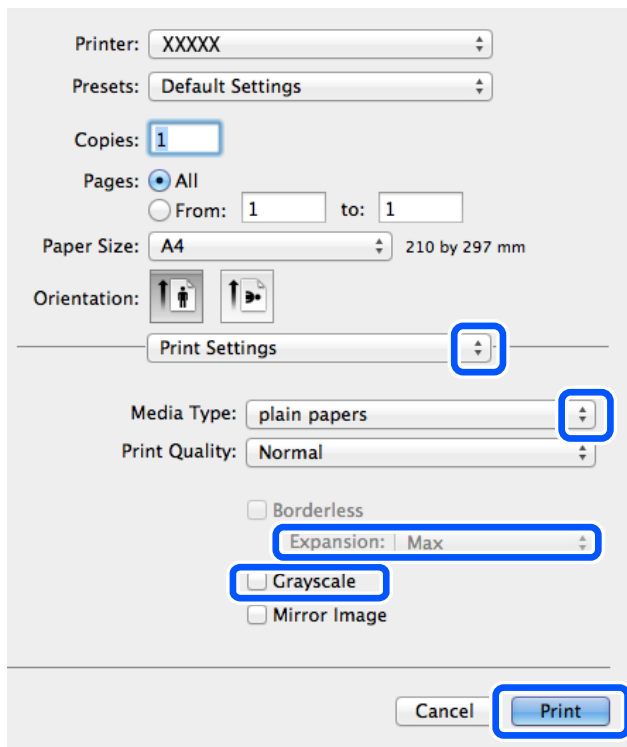 Printer: XXXXX
Presets: Default Settings
Copies: 1
Pages: All
From: 1 to: 1
Paper Size: A4 210 by 297 mm
Orientation:
Print Settings
Media Type: plain papers
Print Quality: Normal
Borderless
Expansion: Max
Grayscale
Mirror Image
Cancel Print